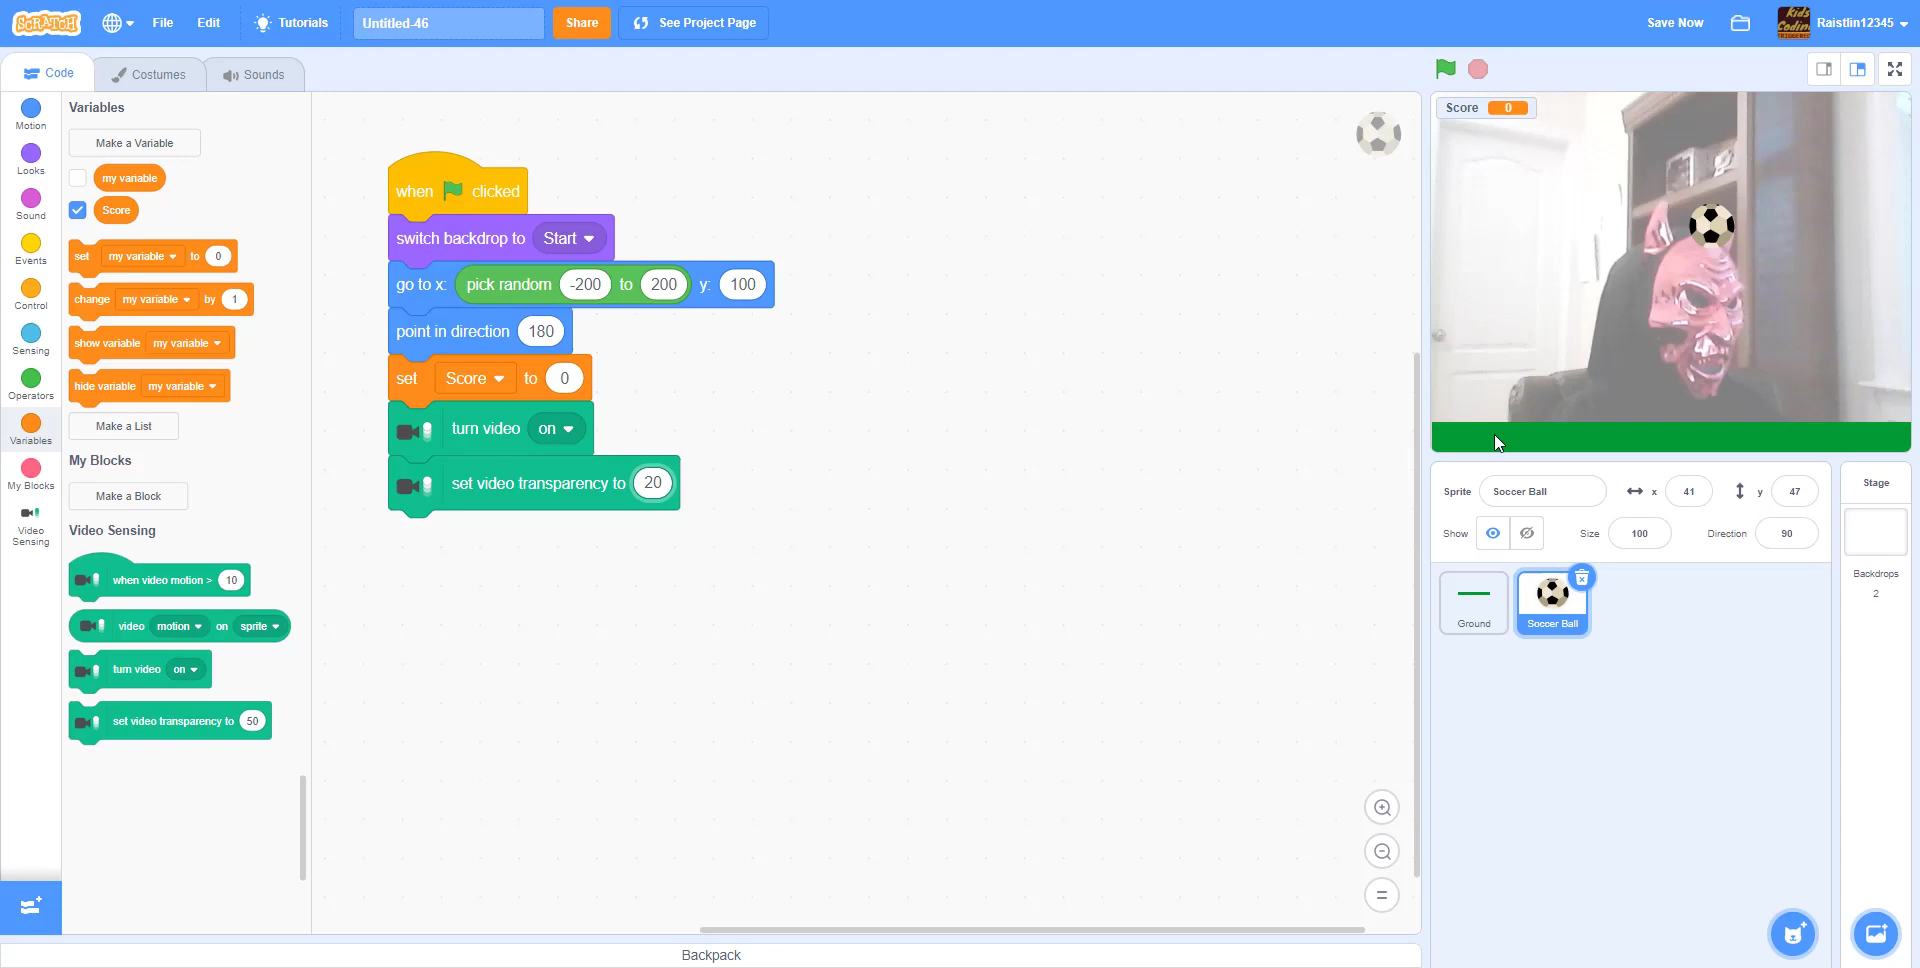 SCRATCH File Edit Tutorials Untitled-46 Share See Project Page Save Now Kids Coding Raistlin12345
Code Costumes Sounds
Motion
Looks
Sound
Events
Control
Sensing
Operators
Variables
My Blocks
Video
Sensing
Variables
Make a Variable
my variable
Score
set my variable to 0
change my variable by 1
show variable my variable
hide variable my variable
Make a List
My Blocks
Make a Block
Video Sensing
when video motion > 10
video motion on sprite
turn video on
set video transparency to 50
when clicked
switch backdrop to Start
go to x: pick random -200 to 200 y: 100
point in direction 180
set Score to 0
turn video on
set video transparency to 20
Backpack
Score 0
Sprite Soccer Ball x 41 y 47
Show Size 100 Direction 90
Ground
Soccer Ball
Stage
Backdrops
2